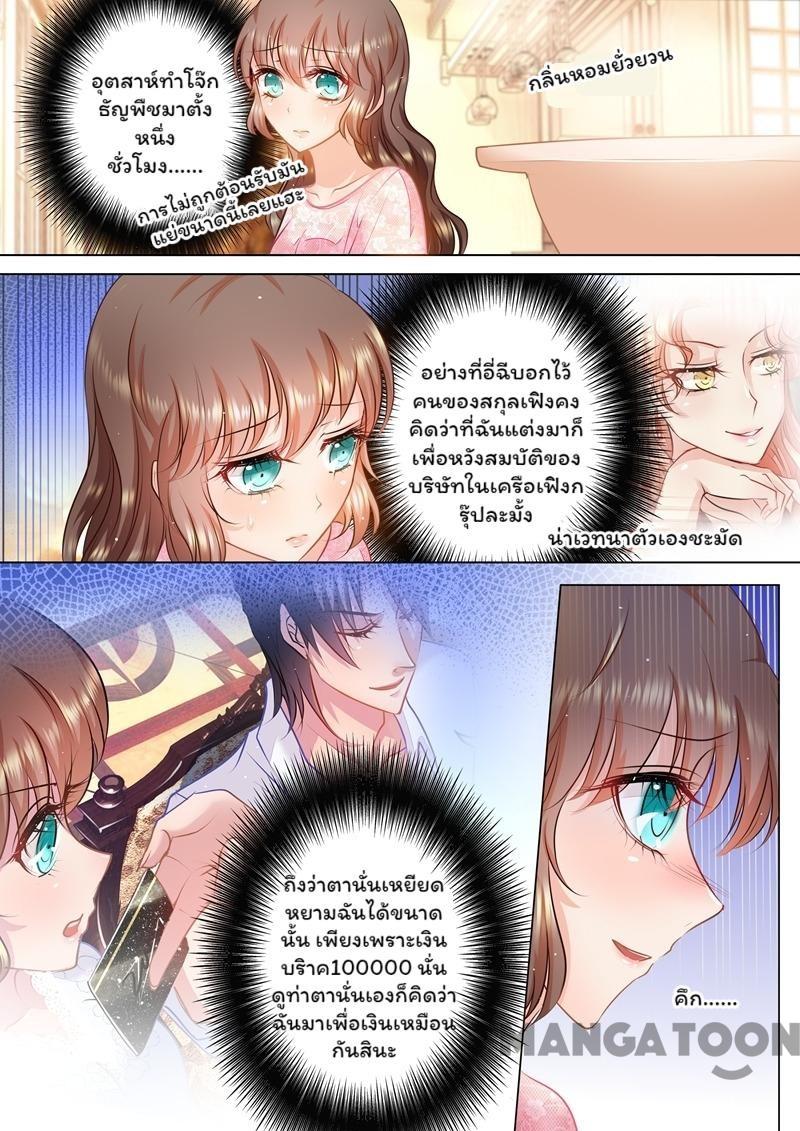 อุตสาห์ทำโจ๊ก
ธัญพืชมาตั้ง
หนึ่ง
ชั่วโมง......
กลิ่นหอมยั่วยวน
การไม่ถูกต้อนรับมัน
แย่ขนาดนี้เลยแฮะ
อย่างที่อี่ฉีบอกไว้
คนของสกุลเฟิงคง
คิดว่าที่ฉันแต่งมาก็
เพื่อหวังสมบัติของ
บริษัทในเครือเฟิงก
รุ๊ปละมั้ง
น่าเวทนาตัวเองชะมัด
ถึงว่าตานั่นเหยียด
หยามฉันได้ขนาด
นั้น เพียงเพราะเงิน
บริาค100000 นั่น
ดูท่าตานั่นเองก็คิดว่า
ฉันมาเพื่อเงินเหมือน
กันสินะ
คึก......
MANGATOON